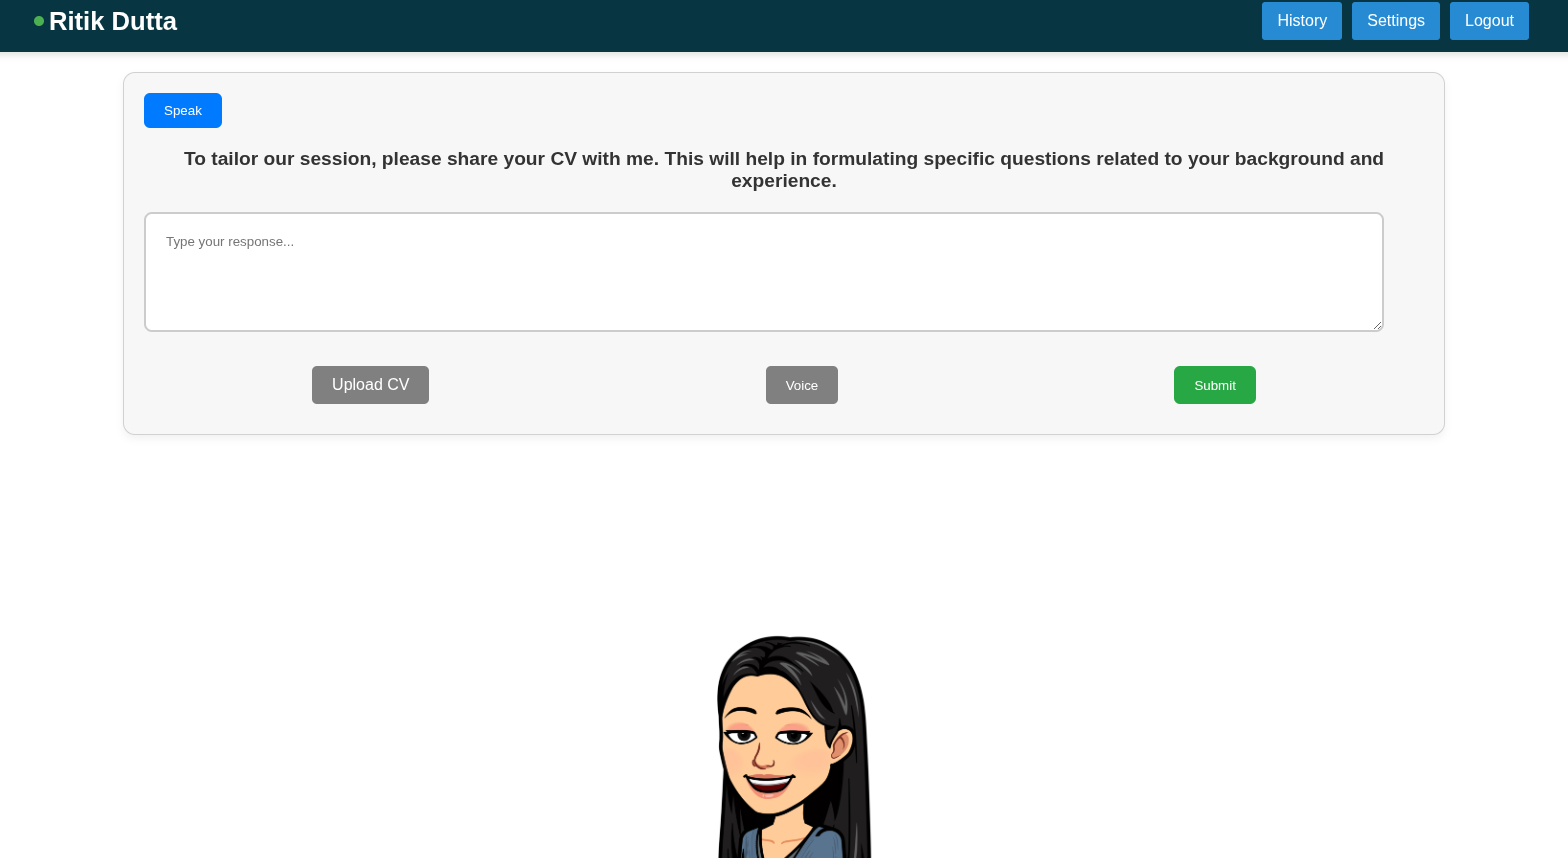 Ritik Dutta
History
Settings
Logout
Speak
To tailor our session, please share your CV with me. This will help in formulating specific questions related to your background and
experience.
Type your response...
Upload CV
Voice
Submit